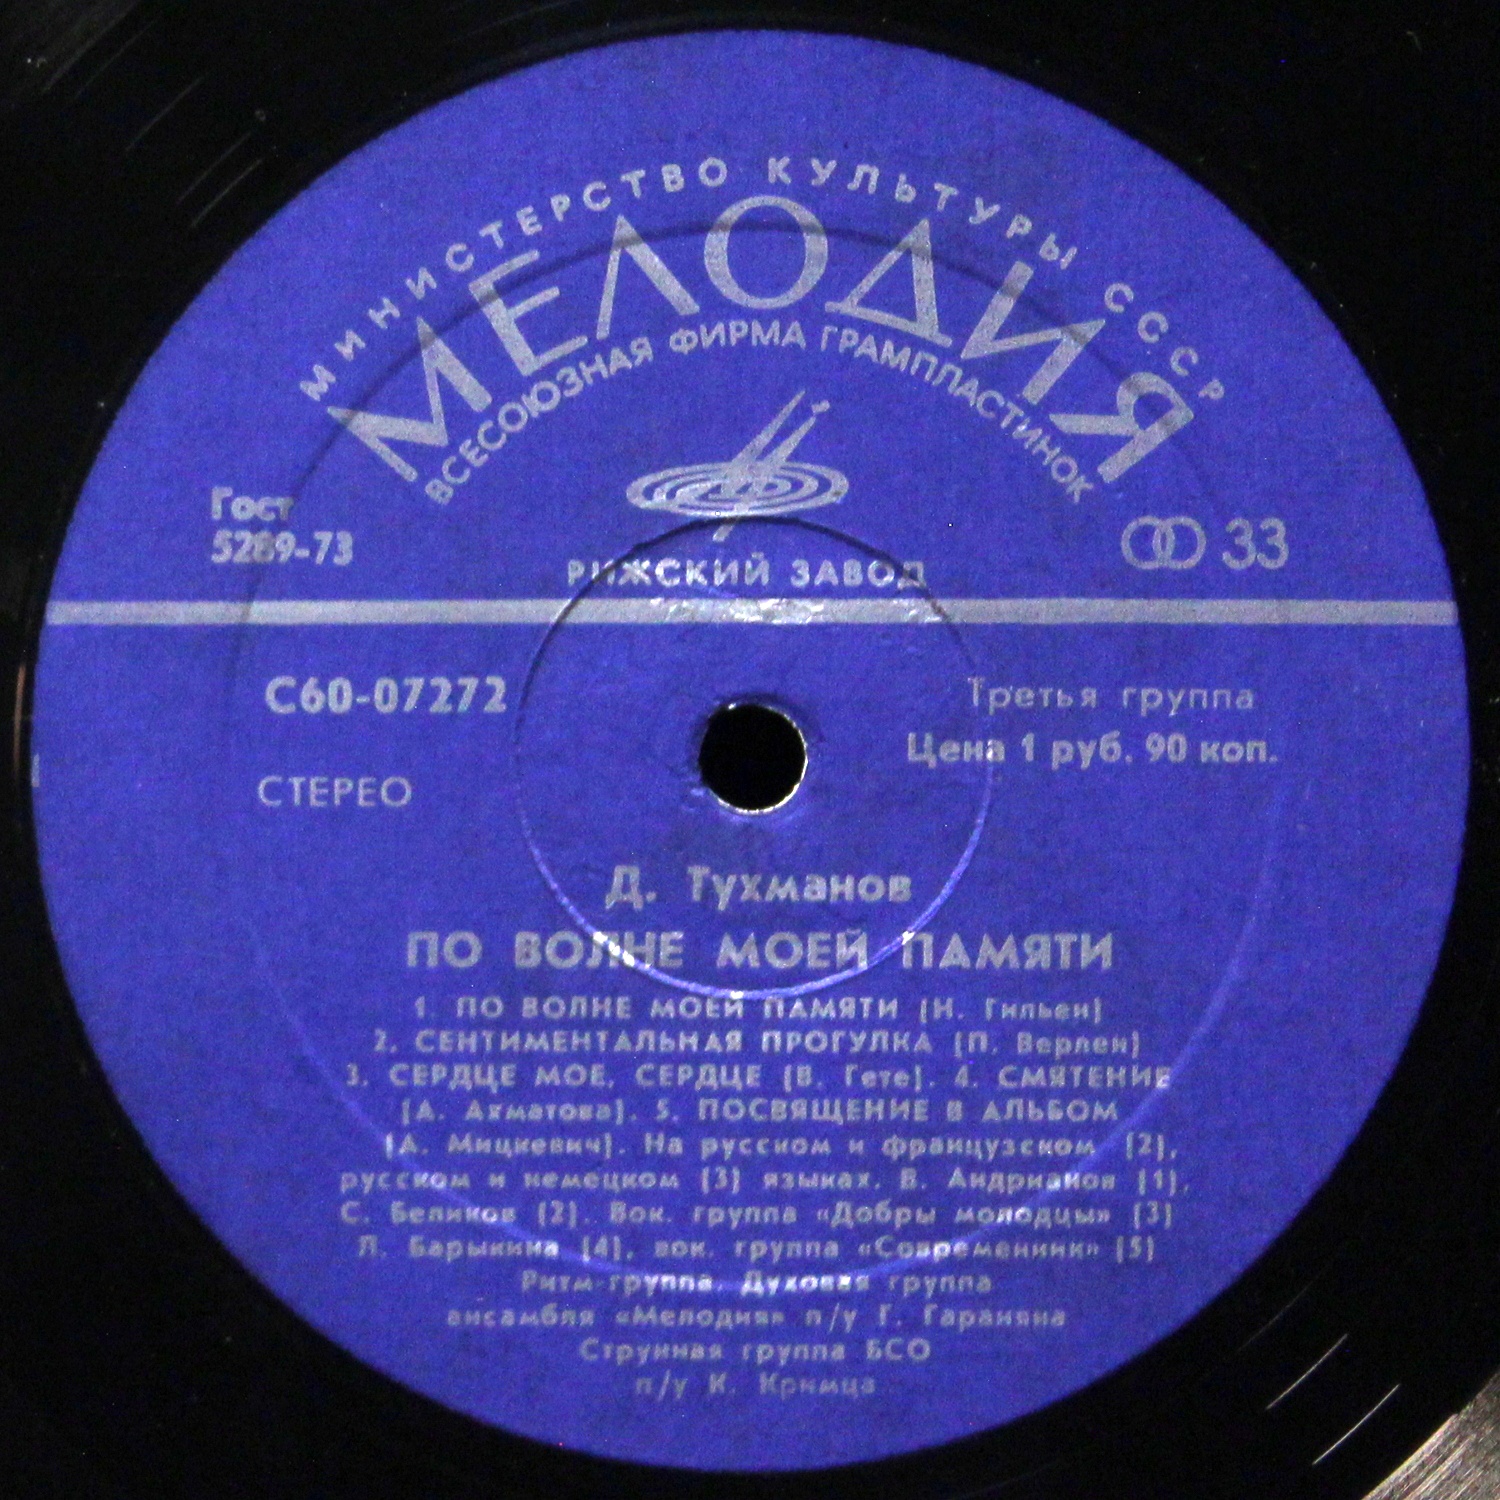 МИНИСТЕРСТВО КУЛЬТУРЫ СССР
МЕЛОДИЯ
ВСЕСОЮЗНАЯ ФИРМА ГРАМПЛАСТИНОК
Гост
5289-73
РИЖСКИЙ ЗАВОД
33
С60-07272
Третья группа
Цена 1 руб. 90 коп.
СТЕРЕО
Д. Тухманов
ПО ВОЛНЕ МОЕЙ ПАМЯТИ
1. ПО ВОЛНЕ МОЕЙ ПАМЯТИ (Н. Гильен)
2. СЕНТИМЕНТАЛЬНАЯ ПРОГУЛКА (П. Верлен)
3. СЕРДЦЕ МОЕ, СЕРДЦЕ (В. Гете). 4. СМЯТЕНИЕ
(А. Ахматова). 5. ПОСВЯЩЕНИЕ В АЛЬБОМ
(А. Мицкевич). На русском и французском (2),
русском и немецком (3) языках. В. Андрианов (1),
С. Беликов (2). Вок. группа «Добры молодцы» (3)
Л. Барыкина (4), вок. группа «Современник» (5)
Ритм-группа. Духовая группа
ансамбля «Мелодия» п/у Г. Гараняна
Струнная группа БСО
п/у К. Кримца